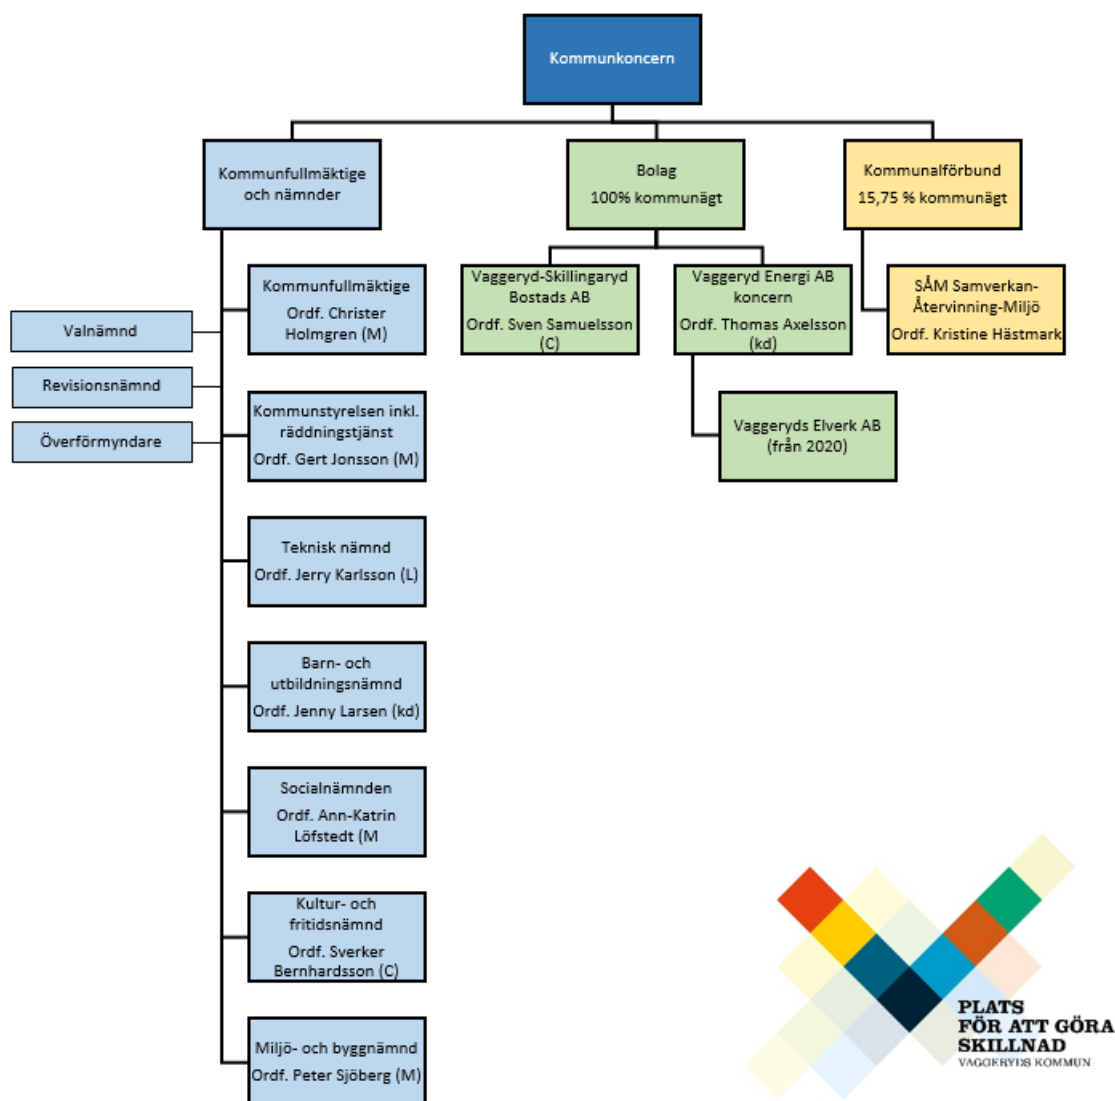 Kommunkoncern
Kommunfullmäktige
och nämnder
Bolag
100% kommunägt
Kommunalförbund
15,75 % kommunägt
Kommunfullmäktige
Ordf. Christer
Holmgren (M)
Vaggeryd-Skillingaryd
Bostads AB
Ordf. Sven Samuelsson
(C)
Vaggeryd Energi AB
koncern
Ordf. Thomas Axelsson
(kd)
SÅM Samverkan-
Återvinning-Miljö
Ordf. Kristine Hästmark
Valnämnd
Revisionsnämnd
Överförmyndare
Kommunstyrelsen inkl.
räddningstjänst
Ordf. Gert Jonsson (M)
Vaggeryds Elverk AB
(från 2020)
Teknisk nämnd
Ordf. Jerry Karlsson (L)
Barn- och
utbildningsnämnd
Ordf. Jenny Larsen (kd)
Socialnämnden
Ordf. Ann-Katrin
Löfstedt (M
Kultur- och
fritidsnämnd
Ordf. Sverker
Bernhardsson (C)
Miljö- och byggnämnd
Ordf. Peter Sjöberg (M)
PLATS
FÖR ATT GÖRA
SKILLNAD
VAGGERYDS KOMMUN